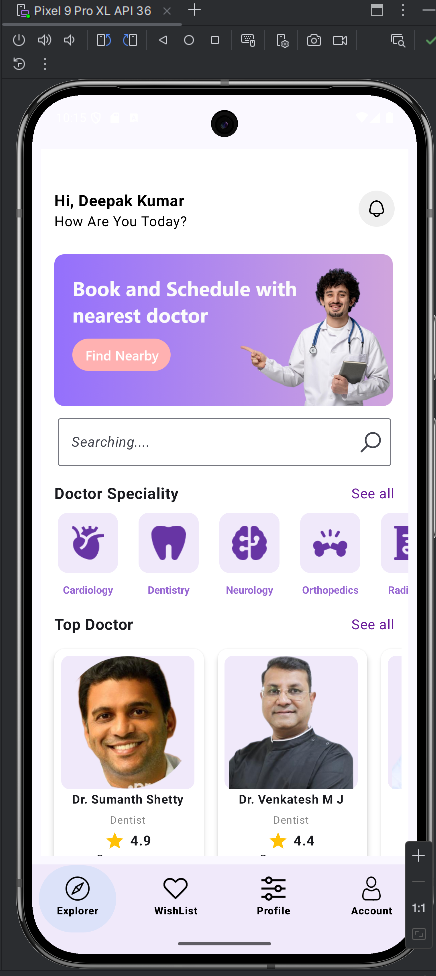 Pixel 9 Pro XL API 36
Hi, Deepak Kumar
How Are You Today?
Book and Schedule with
nearest doctor
Find Nearby
Searching....
Doctor Speciality
See all
Cardiology
Dentistry
Neurology
Orthopedics
Radi
Top Doctor
See all
Dr. Sumanth Shetty
Dentist
4.9
Dr. Venkatesh M J
Dentist
4.4
Explorer
WishList
Profile
Account
1:1